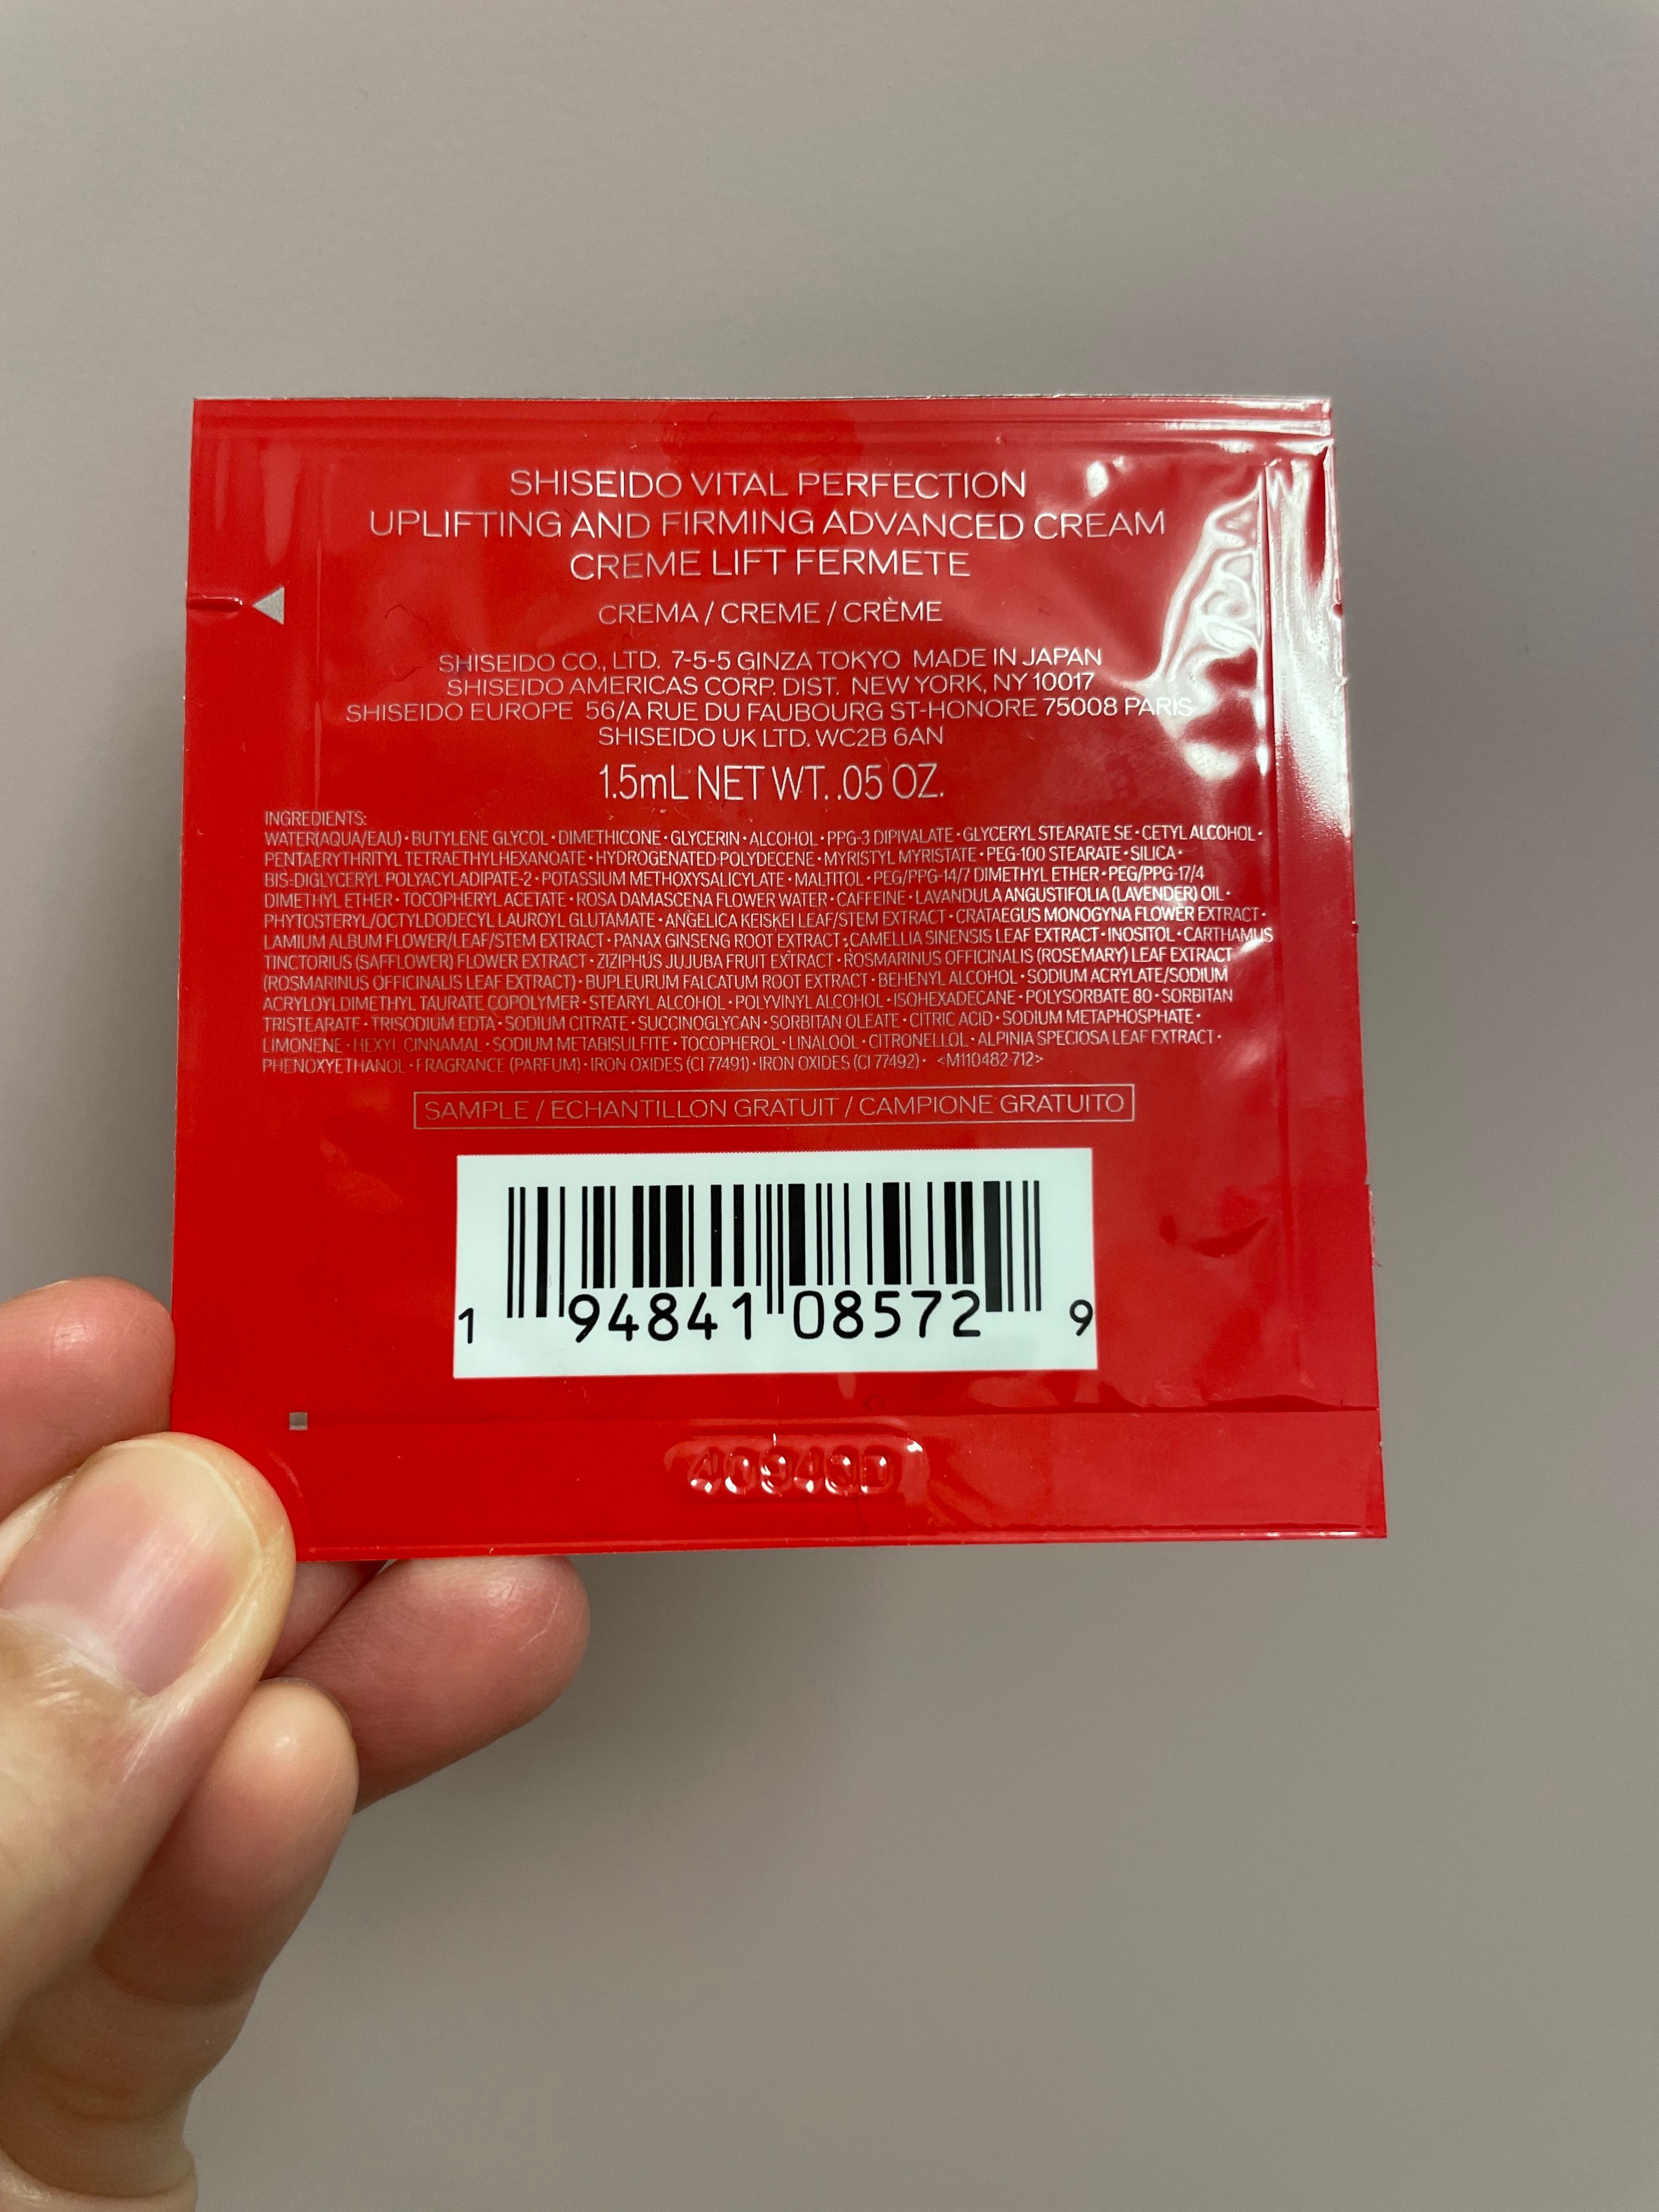 SHISEIDO VITAL PERFECTION
UPLIFTING AND FIRMING ADVANCED CREAM
CREME LIFT FERMETE
CREMA / CREME / CRÈME
SHISEIDO CO., LTD. 7-5-5 GINZA TOKYO MADE IN JAPAN
SHISEIDO AMERICAS CORP. DIST. NEW YORK, NY 10017
SHISEIDO EUROPE 56/A RUE DU FAUBOURG ST-HONORE 75008 PARIS
SHISEIDO UK LTD. WC2B 6AN
1.5mL NET WT. .05 OZ.
INGREDIENTS:
WATER(AQUA/EAU)・BUTYLENE GLYCOL・DIMETHICONE・GLYCERIN・ALCOHOL・PPG-3 DIPIVALATE・GLYCERYL STEARATE SE・CETYL ALCOHOL・
PENTAERYTHRITYL TETRAETHYLHEXANOATE・HYDROGENATED POLYDECENE・MYRISTYL MYRISTATE・PEG-100 STEARATE・SILICA・
BIS-DIGLYCERYL POLYACYLADIPATE-2・POTASSIUM METHOXYSALICYLATE・MALTITOL・PEG/PPG-14/7 DIMETHYL ETHER・PEG/PPG-17/4
DIMETHYL ETHER・TOCOPHERYL ACETATE・ROSA DAMASCENA FLOWER WATER・CAFFEINE・LAVANDULA ANGUSTIFOLIA (LAVENDER) OIL・
PHYTOSTERYL/OCTYLDODECYL LAUROYL GLUTAMATE・ANGELICA KEISKEI LEAF/STEM EXTRACT・CRATAEGUS MONOGYNA FLOWER EXTRACT・
LAMIUM ALBUM FLOWER/LEAF/STEM EXTRACT・PANAX GINSENG ROOT EXTRACT・CAMELLIA SINENSIS LEAF EXTRACT・INOSITOL・CARTHAMUS
TINCTORIUS (SAFFLOWER) FLOWER EXTRACT・ZIZIPHUS JUJUBA FRUIT EXTRACT・ROSMARINUS OFFICINALIS (ROSEMARY) LEAF EXTRACT
(ROSMARINUS OFFICINALIS LEAF EXTRACT)・BUPLEURUM FALCATUM ROOT EXTRACT・BEHENYL ALCOHOL・SODIUM ACRYLATE/SODIUM
ACRYLOYLDIMETHYL TAURATE COPOLYMER・STEARYL ALCOHOL・POLYVINYL ALCOHOL・ISOHEXADECANE・POLYSORBATE 80・SORBITAN
TRISTEARATE・TRISODIUM EDTA・SODIUM CITRATE・SUCCINOGLYCAN・SORBITAN OLEATE・CITRIC ACID・SODIUM METAPHOSPHATE・
LIMONENE・HEXYL CINNAMAL・SODIUM METABISULFITE・TOCOPHEROL・LINALOOL・CITRONELLOL・ALPINIA SPECIOSA LEAF EXTRACT・
PHENOXYETHANOL・FRAGRANCE (PARFUM)・IRON OXIDES (CI 77491)・IRON OXIDES (CI 77492)・ <M110482-712>
SAMPLE / ECHANTILLON GRATUIT / CAMPIONE GRATUITO
1 94841 08572 9